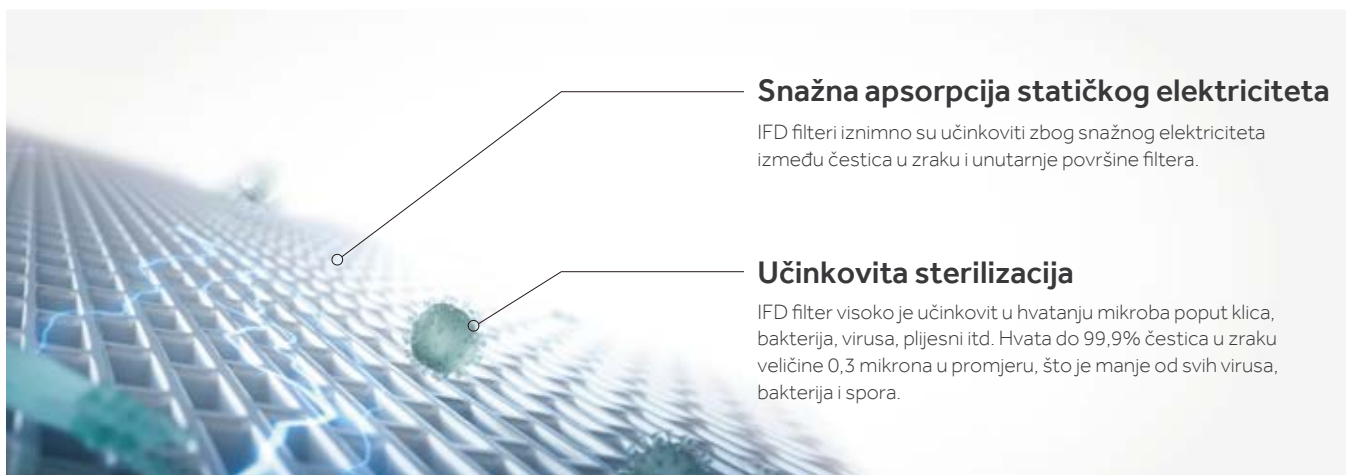 Snažna apsorpcija statičkog elektriciteta
IFD filteri iznimno su učinkoviti zbog snažnog elektriciteta
između čestica u zraku i unutarnje površine filtera.
Učinkovita sterilizacija
IFD filter visoko je učinkovit u hvatanju mikroba poput klica,
bakterija, virusa, plijesni itd. Hvata do 99,9% čestica u zraku
veličine 0,3 mikrona u promjeru, što je manje od svih virusa,
bakterija i spora.